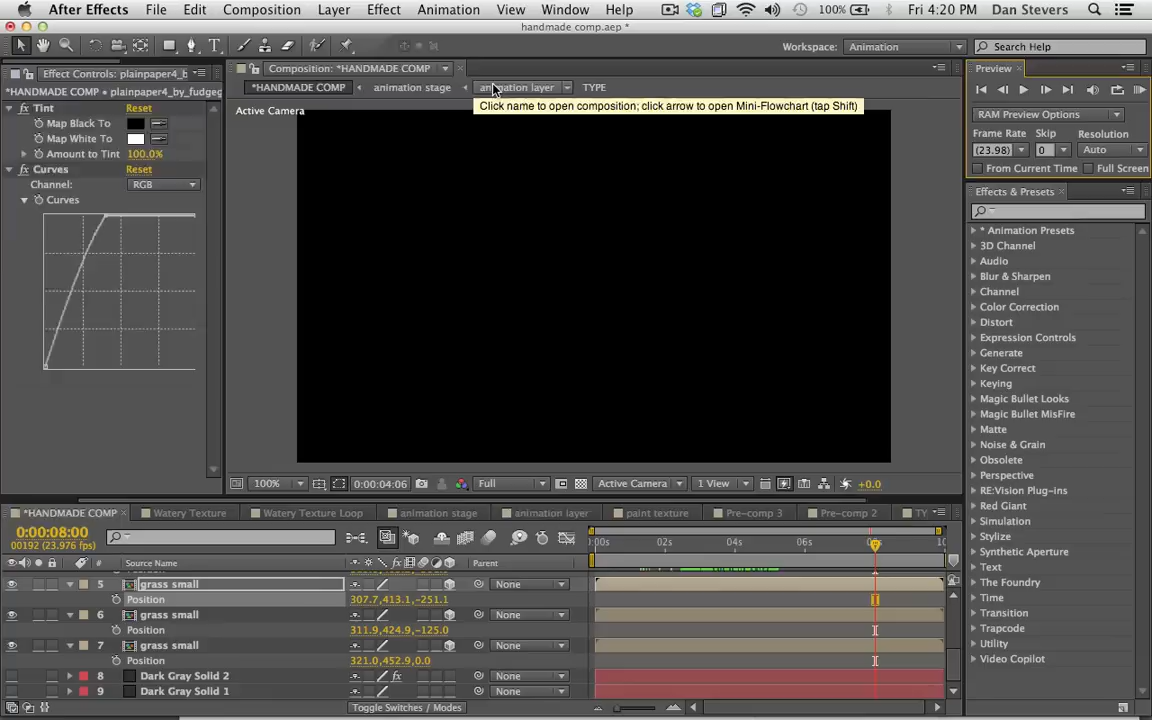 After Effects File Edit Composition Layer Effect Animation View Window Help 100% Fri 4:20 PM Dan Stevers
handmade comp.aep *
Workspace: Animation Search Help
Effect Controls: plainpaper4_b
*HANDMADE COMP • plainpaper4_by_fudgeg
Tint Reset
Map Black To
Map White To
Amount to Tint 100.0%
Curves Reset
Channel: RGB
Curves
Composition: *HANDMADE COMP
*HANDMADE COMP animation stage animation layer TYPE
Click name to open composition; click arrow to open Mini-Flowchart (tap Shift)
Active Camera
100% 0:00:04:06 Full Active Camera 1 View +0.0
Preview
RAM Preview Options
Frame Rate Skip Resolution
(23.98) 0 Auto
From Current Time Full Screen
Effects & Presets
* Animation Presets
3D Channel
Audio
Blur & Sharpen
Channel
Color Correction
Distort
Expression Controls
Generate
Key Correct
Keying
Magic Bullet Looks
Magic Bullet MisFire
Matte
Noise & Grain
Obsolete
Perspective
RE:Vision Plug-ins
Red Giant
Simulation
Stylize
Synthetic Aperture
Text
The Foundry
Time
Transition
Trapcode
Utility
Video Copilot
*HANDMADE COMP Watery Texture Watery Texture Loop animation stage animation layer paint texture Pre-comp 3 Pre-comp 2 TY
0:00:08:00
00192 (23.976 fps)
:00s 02s 04s 06s 10
# Source Name Parent
5 grass small None
Position 307.7,413.1,-251.1
6 grass small None
Position 311.9,424.9,-125.0
7 grass small None
Position 321.0,452.9,0.0
8 Dark Gray Solid 2 None
9 Dark Gray Solid 1 None
Toggle Switches / Modes